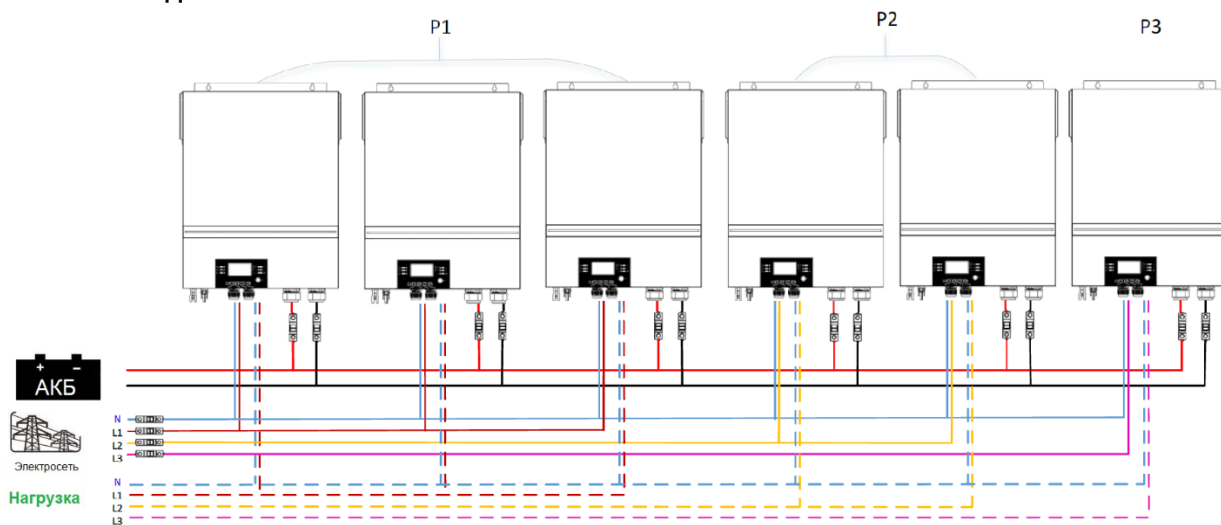 P1
P2
P3
+ −
АКБ
N
L1
L2
L3
Электросеть
Нагрузка
N
L1
L2
L3